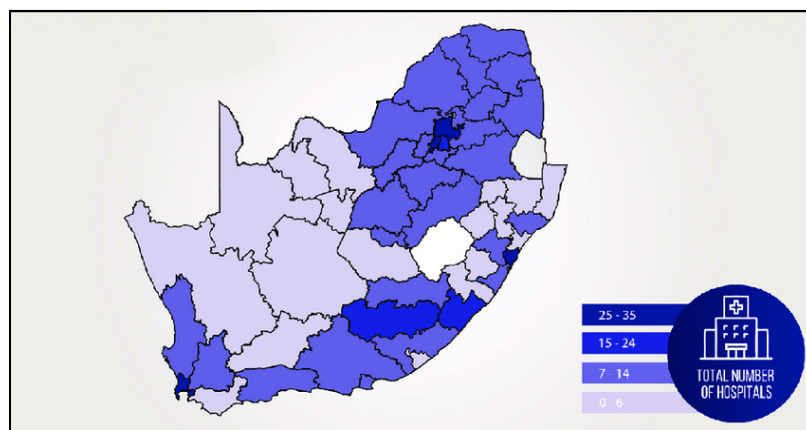 25 - 35
15 - 24
7 - 14
0 - 6
TOTAL NUMBER
OF HOSPITALS